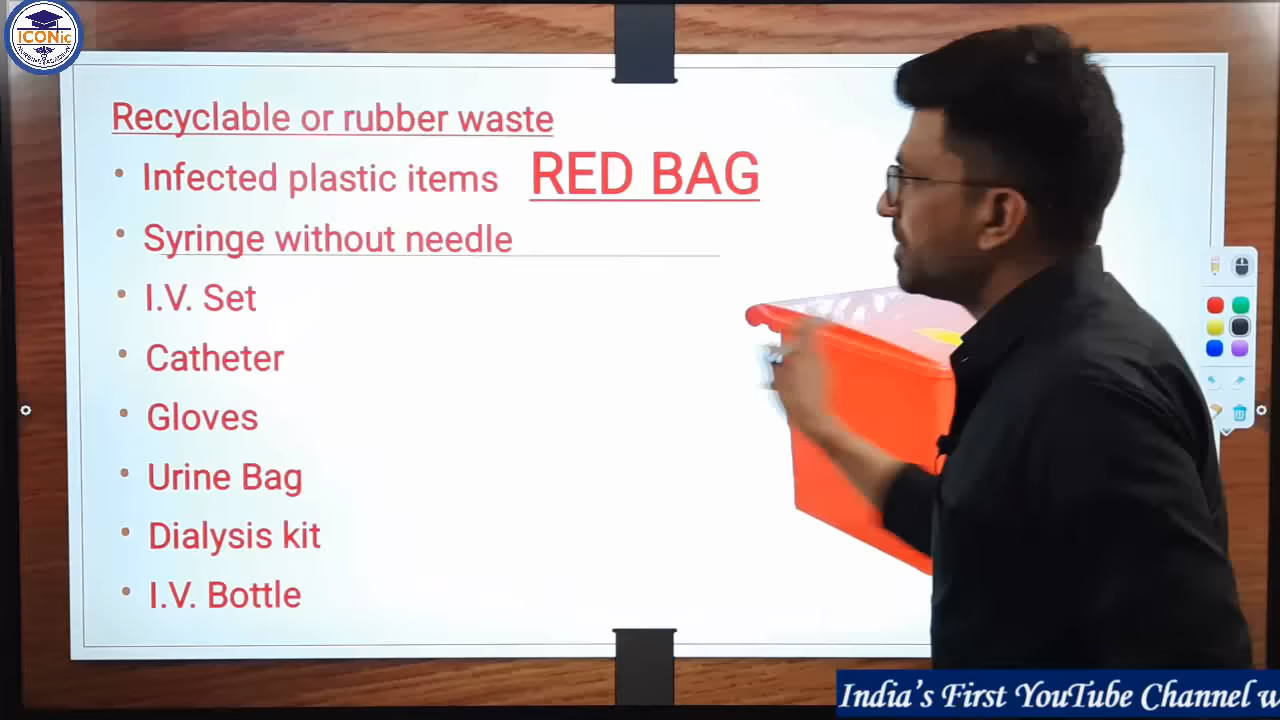 ICONic
Recyclable or rubber waste
• Infected plastic items RED BAG
• Syringe without needle
• I.V. Set
• Catheter
• Gloves
• Urine Bag
• Dialysis kit
• I.V. Bottle
India's First YouTube Channel w